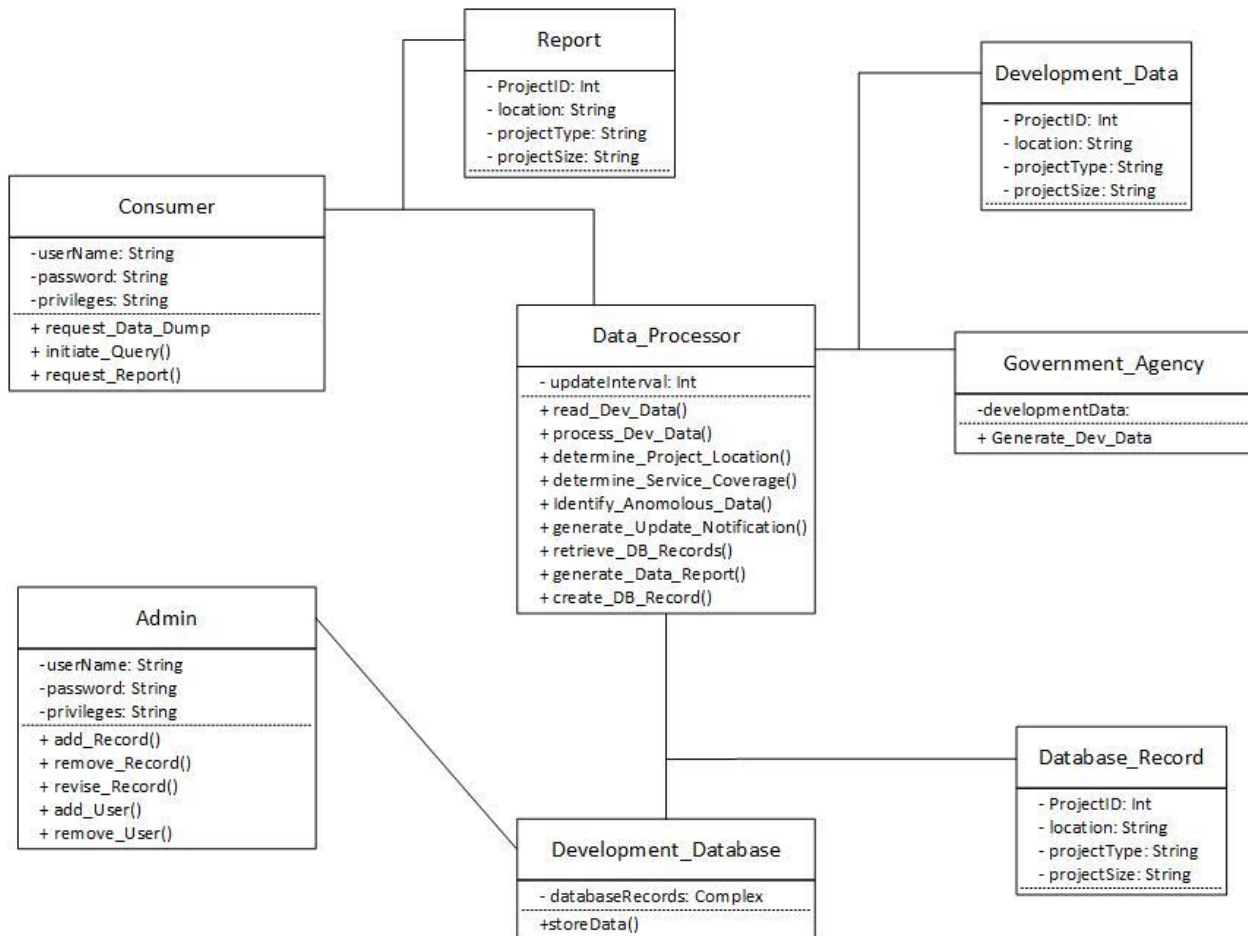 Report
- ProjectID: Int
- location: String
- projectType: String
- projectSize: String
Development_Data
- ProjectID: Int
- location: String
- projectType: String
- projectSize: String
Consumer
-userName: String
-password: String
-privileges: String
+ request_Data_Dump
+ initiate_Query()
+ request_Report()
Data_Processor
- updateInterval: Int
+ read_Dev_Data()
+ process_Dev_Data()
+ determine_Project_Location()
+ determine_Service_Coverage()
+ Identify_Anomolous_Data()
+ generate_Update_Notification()
+ retrieve_DB_Records()
+ generate_Data_Report()
+ create_DB_Record()
Government_Agency
-developmentData:
+ Generate_Dev_Data
Admin
-userName: String
-password: String
-privileges: String
+ add_Record()
+ remove_Record()
+ revise_Record()
+ add_User()
+ remove_User()
Database_Record
- ProjectID: Int
- location: String
- projectType: String
- projectSize: String
Development_Database
- databaseRecords: Complex
+storeData()